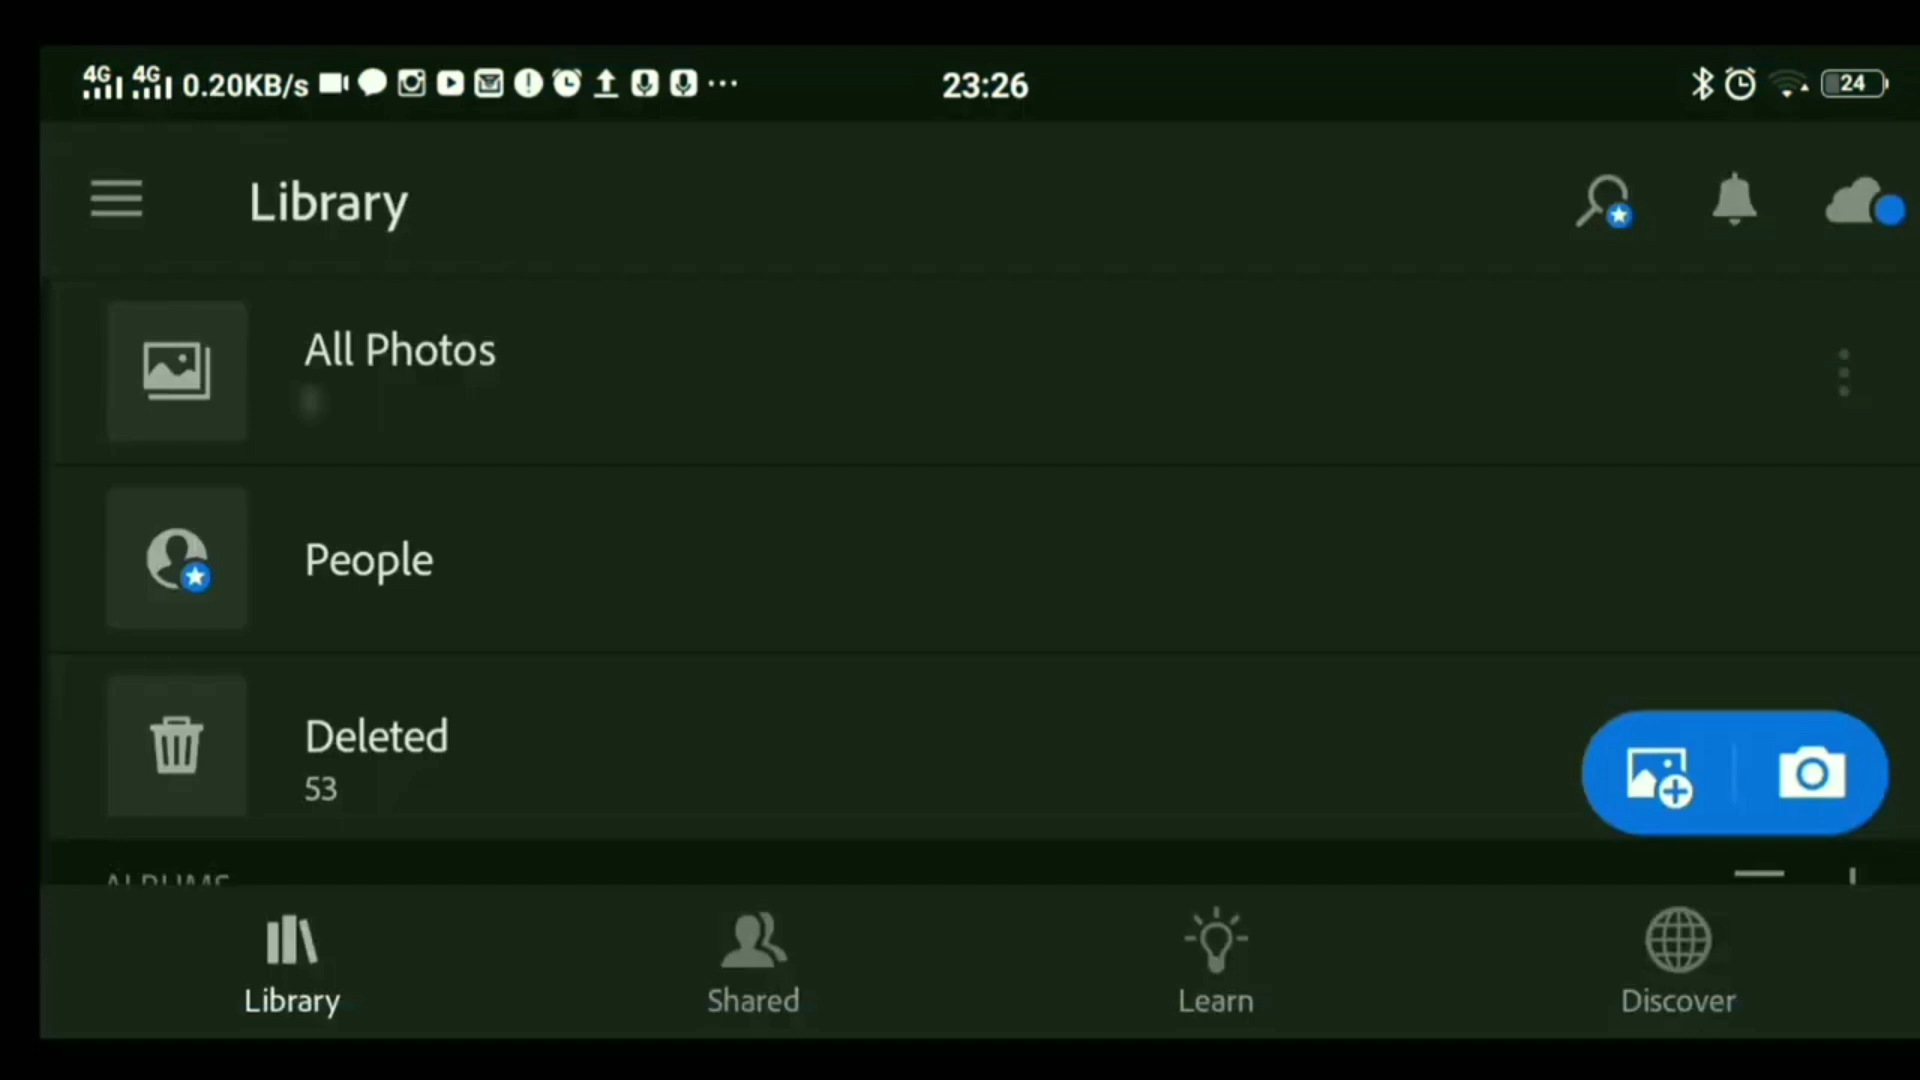 4G 4G 0.20KB/s 23:26 24
Library
All Photos
People
Deleted
53
ALBUMS
Library Shared Learn Discover